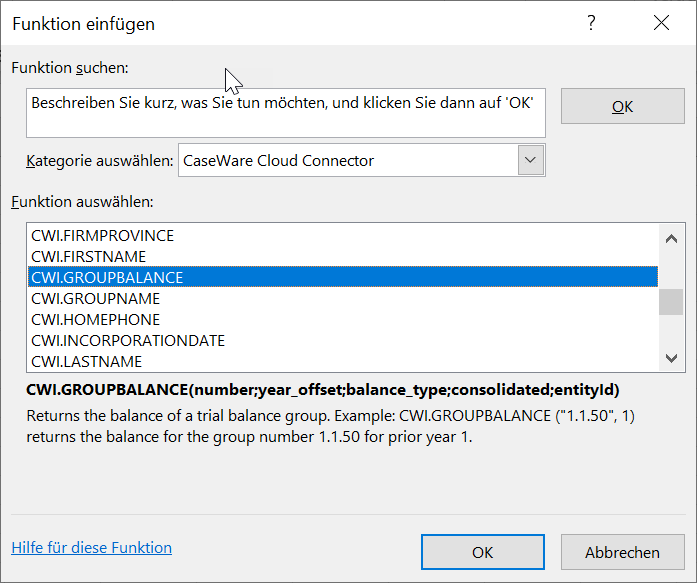 Funktion einfügen
?
Funktion suchen:
Beschreiben Sie kurz, was Sie tun möchten, und klicken Sie dann auf 'OK'
OK
Kategorie auswählen: CaseWare Cloud Connector
Funktion auswählen:
CWI.FIRMPROVINCE
CWI.FIRSTNAME
CWI.GROUPBALANCE
CWI.GROUPNAME
CWI.HOMEPHONE
CWI.INCORPORATIONDATE
CWI.LASTNAME
CWI.GROUPBALANCE(number;year_offset;balance_type;consolidated;entityId)
Returns the balance of a trial balance group. Example: CWI.GROUPBALANCE ("1.1.50", 1)
returns the balance for the group number 1.1.50 for prior year 1.
Hilfe für diese Funktion
OK
Abbrechen